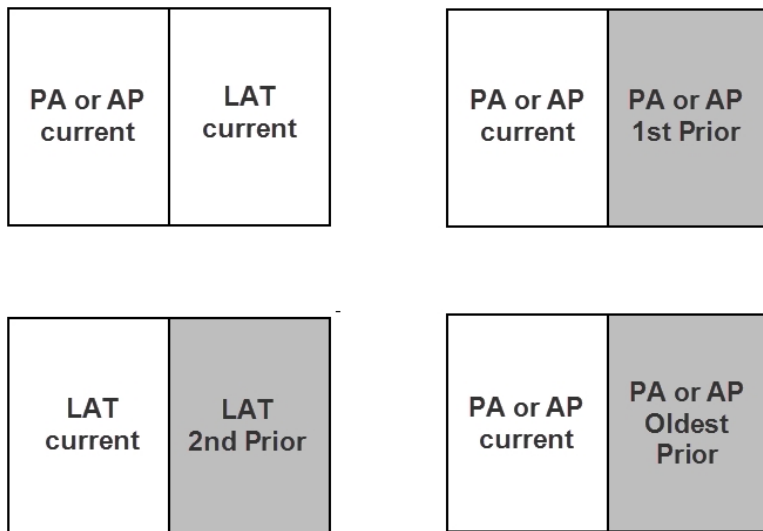 PA or AP
current
LAT
current
PA or AP
current
PA or AP
1st Prior
LAT
current
LAT
2nd Prior
PA or AP
current
PA or AP
Oldest
Prior